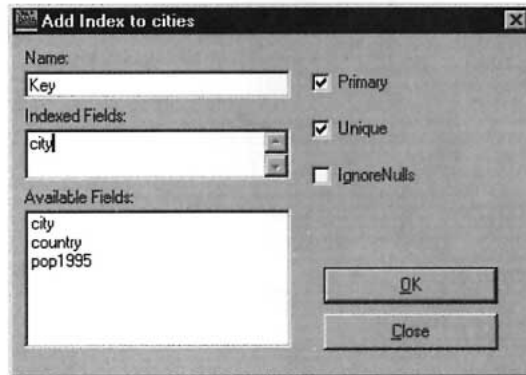 Add Index to cities
Name:
Key
Primary
Indexed Fields:
city
Unique
IgnoreNulls
Available Fields:
city
country
pop1995
OK
Close